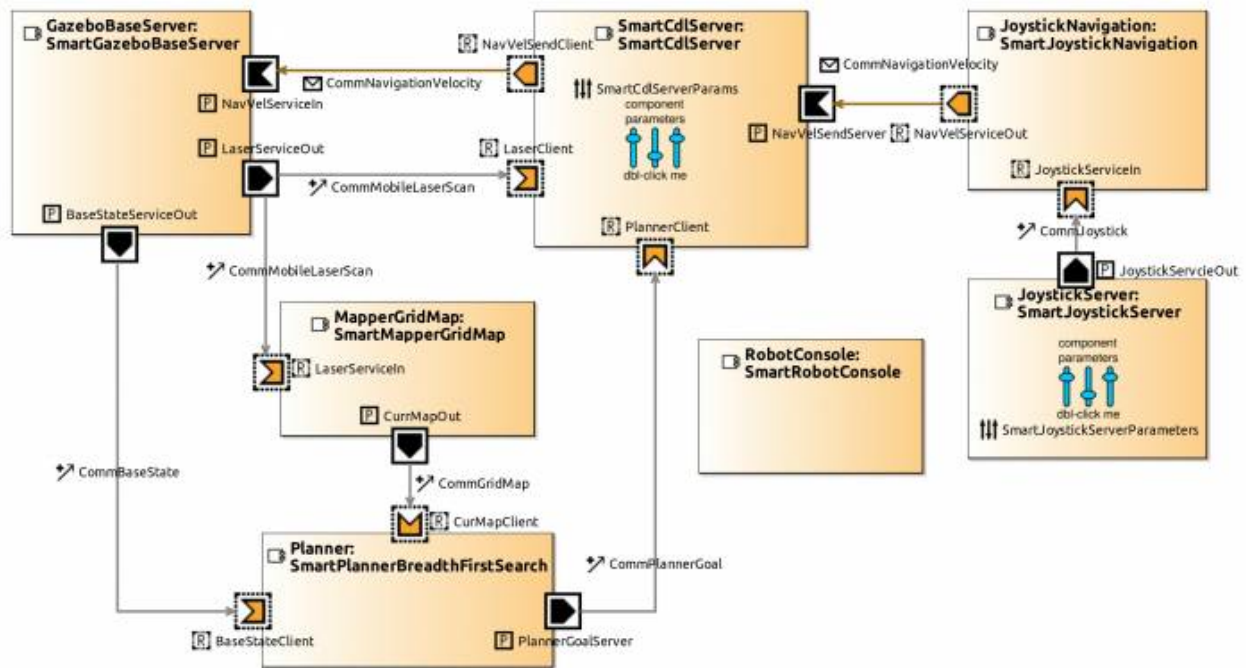 GazeboBaseServer:
SmartGazeboBaseServer
[P] NavVelServiceIn
[P] LaserServiceOut
[P] BaseStateServiceOut
[R] NavVelSendClient
CommNavigationVelocity
SmartCdlServer:
SmartCdlServer
SmartCdlServerParams
component
parameters
dbl-click me
[R] LaserClient
CommMobileLaserScan
[R] PlannerClient
[P] NavVelSendServer
CommNavigationVelocity
[R] NavVelServiceOut
JoystickNavigation:
SmartJoystickNavigation
[R] JoystickServiceIn
CommJoystick
[P] JoystickServcieOut
JoystickServer:
SmartJoystickServer
component
parameters
dbl-click me
SmartJoystickServerParameters
CommMobileLaserScan
MapperGridMap:
SmartMapperGridMap
[R] LaserServiceIn
[P] CurrMapOut
RobotConsole:
SmartRobotConsole
CommBaseState
CommGridMap
[R] CurMapClient
Planner:
SmartPlannerBreadthFirstSearch
CommPlannerGoal
[R] BaseStateClient
[P] PlannerGoalServer